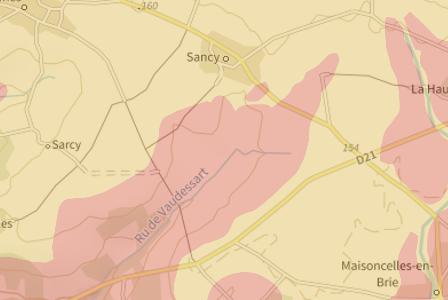 160
Sancy
La Hau
154
D21
Sarcy
Ru de Vaudessart
es
Maisoncelles-en-
Brie